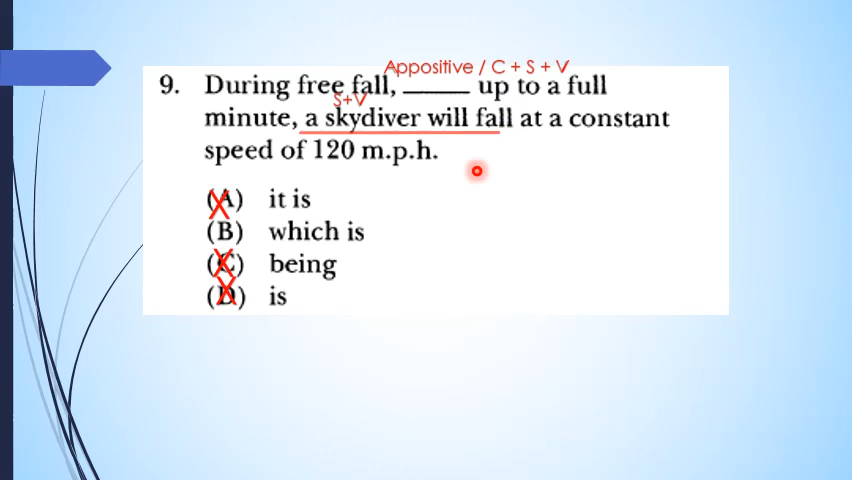 Appositive / C + S + V
9. During free fall, ______ up to a full
S+V
minute, a skydiver will fall at a constant
speed of 120 m.p.h.
(A) it is
(B) which is
(C) being
(D) is